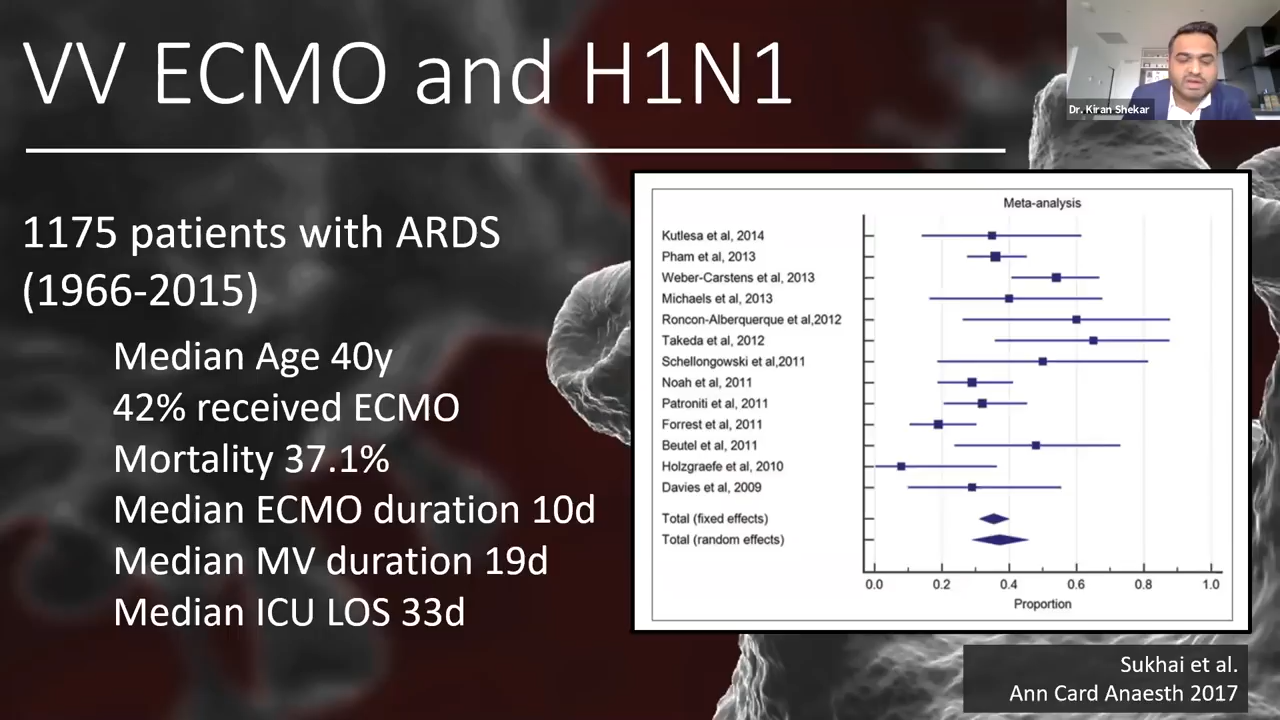 VV ECMO and H1N1
Dr. Kiran Shekar
1175 patients with ARDS
(1966-2015)
Median Age 40y
42% received ECMO
Mortality 37.1%
Median ECMO duration 10d
Median MV duration 19d
Median ICU LOS 33d
Meta-analysis
Kutlesa et al, 2014
Pham et al, 2013
Weber-Carstens et al, 2013
Michaels et al, 2013
Roncon-Alberquerque et al,2012
Takeda et al, 2012
Schellongowski et al,2011
Noah et al, 2011
Patroniti et al, 2011
Forrest et al, 2011
Beutel et al, 2011
Holzgraefe et al, 2010
Davies et al, 2009
Total (fixed effects)
Total (random effects)
0.0 0.2 0.4 0.6 0.8 1.0
Proportion
Sukhai et al.
Ann Card Anaesth 2017